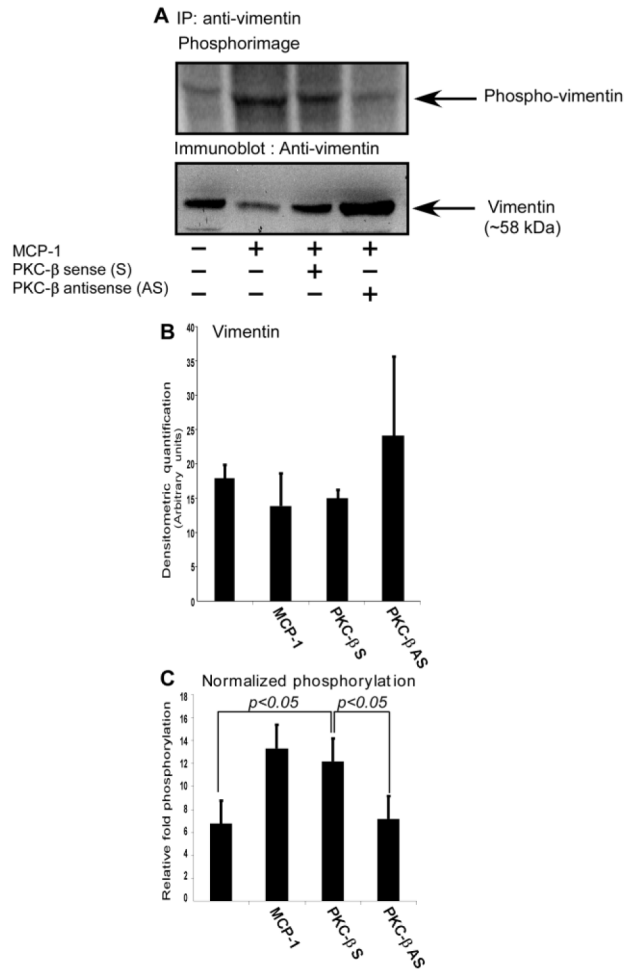 A IP: anti-vimentin
Phosphorimage
Phospho-vimentin
Immunoblot : Anti-vimentin
Vimentin
(~58 kDa)
MCP-1 − + + +
PKC-β sense (S) − − + −
PKC-β antisense (AS) − − − +
B Vimentin
Densitometric quantification
(Arbitrary units)
40
35
30
25
20
15
10
5
0
MCP-1
PKC-β S
PKC-β AS
C Normalized phosphorylation
p<0.05 p<0.05
Relative fold phosphorylation
18
16
14
12
10
8
6
4
2
0
MCP-1
PKC-β S
PKC-β AS